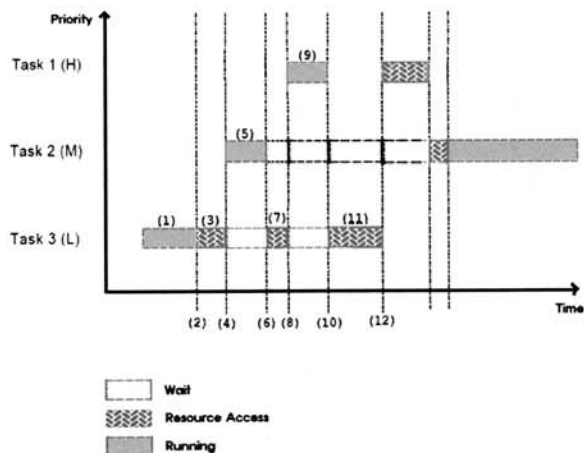 Priority
Task 1 (H)
(9)
Task 2 (M)
(5)
Task 3 (L)
(1)
(3)
(7)
(11)
Time
(2)
(4)
(6)
(8)
(10)
(12)
Wait
Resource Access
Running